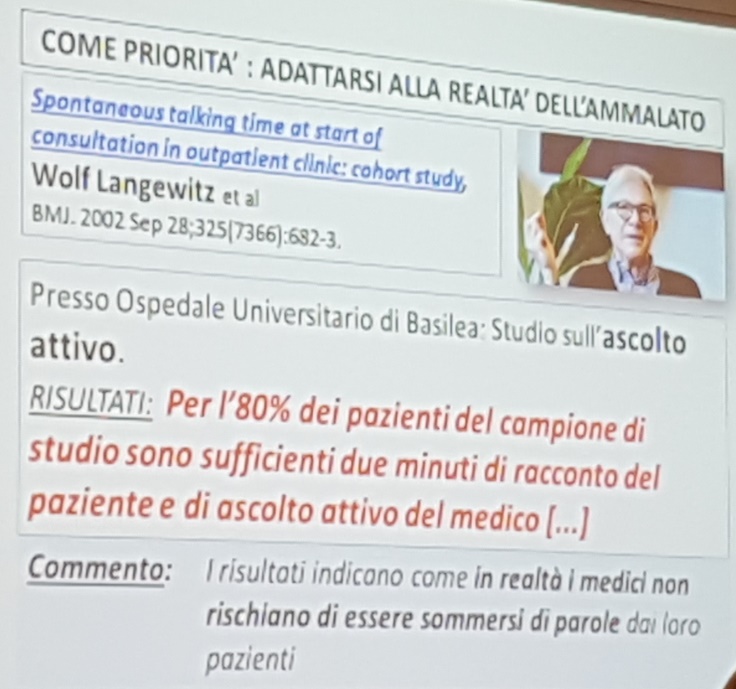 COME PRIORITA' : ADATTARSI ALLA REALTA' DELL'AMMALATO
Spontaneous talking time at start of
consultation in outpatient clinic: cohort study,
Wolf Langewitz et al
BMJ. 2002 Sep 28;325(7366):682-3.
Presso Ospedale Universitario di Basilea: Studio sull'ascolto
attivo.
RISULTATI: Per l'80% dei pazienti del campione di
studio sono sufficienti due minuti di racconto del
paziente e di ascolto attivo del medico [...]
Commento: I risultati indicano come in realtà i medici non
rischiano di essere sommersi di parole dai loro
pazienti